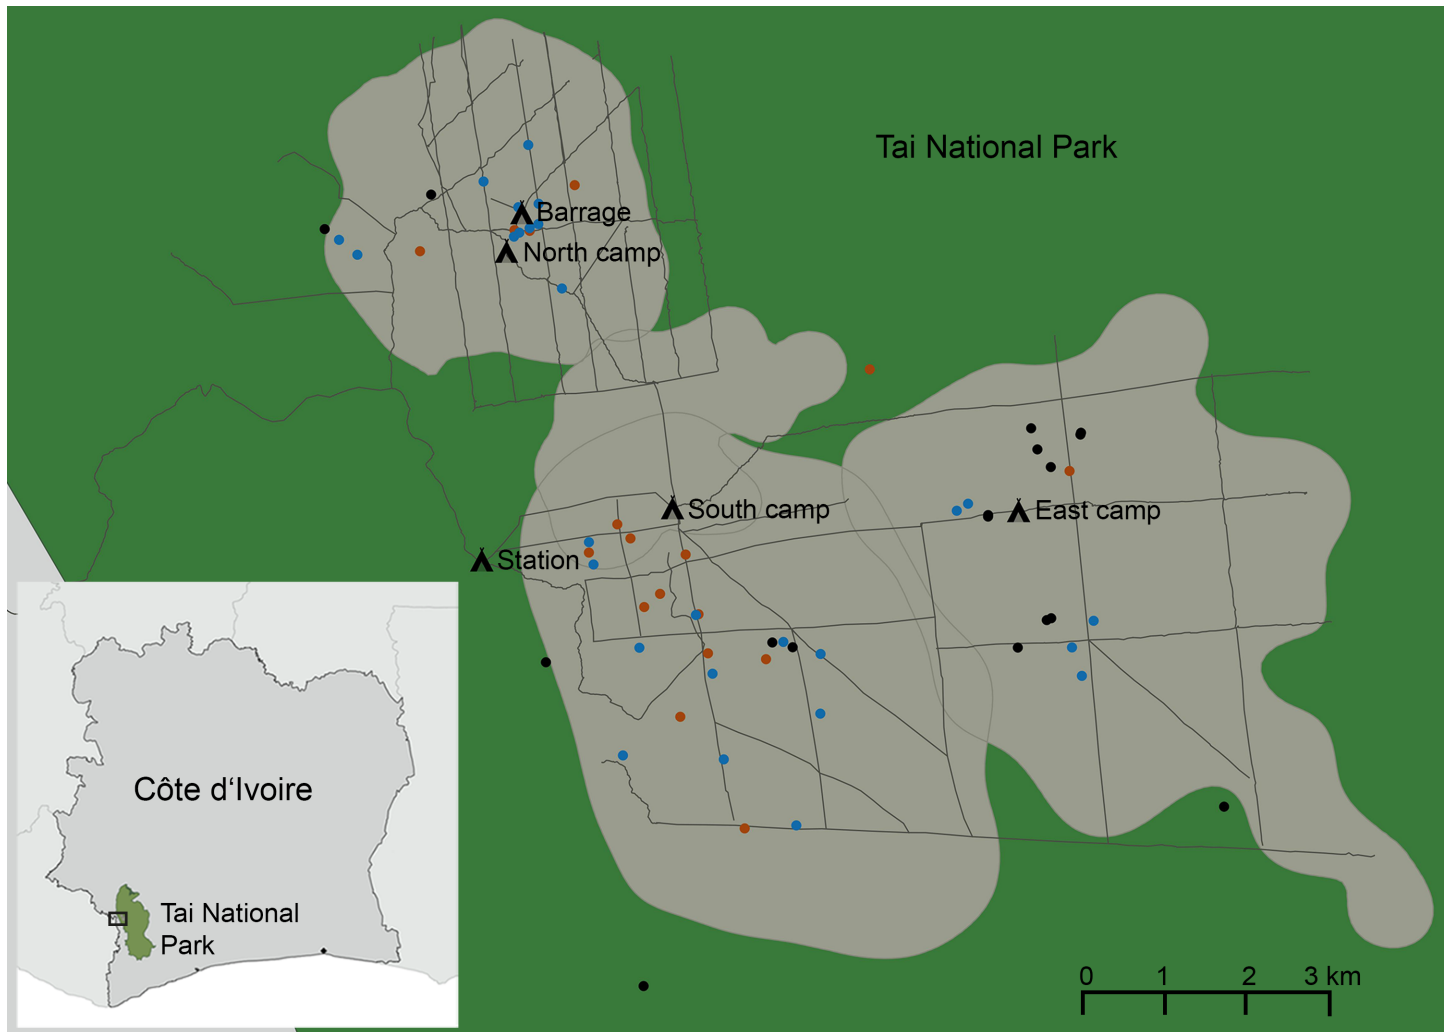 Tai National Park
Barrage
North camp
South camp
East camp
Station
Côte d‘Ivoire
Tai National
Park
0 1 2 3 km